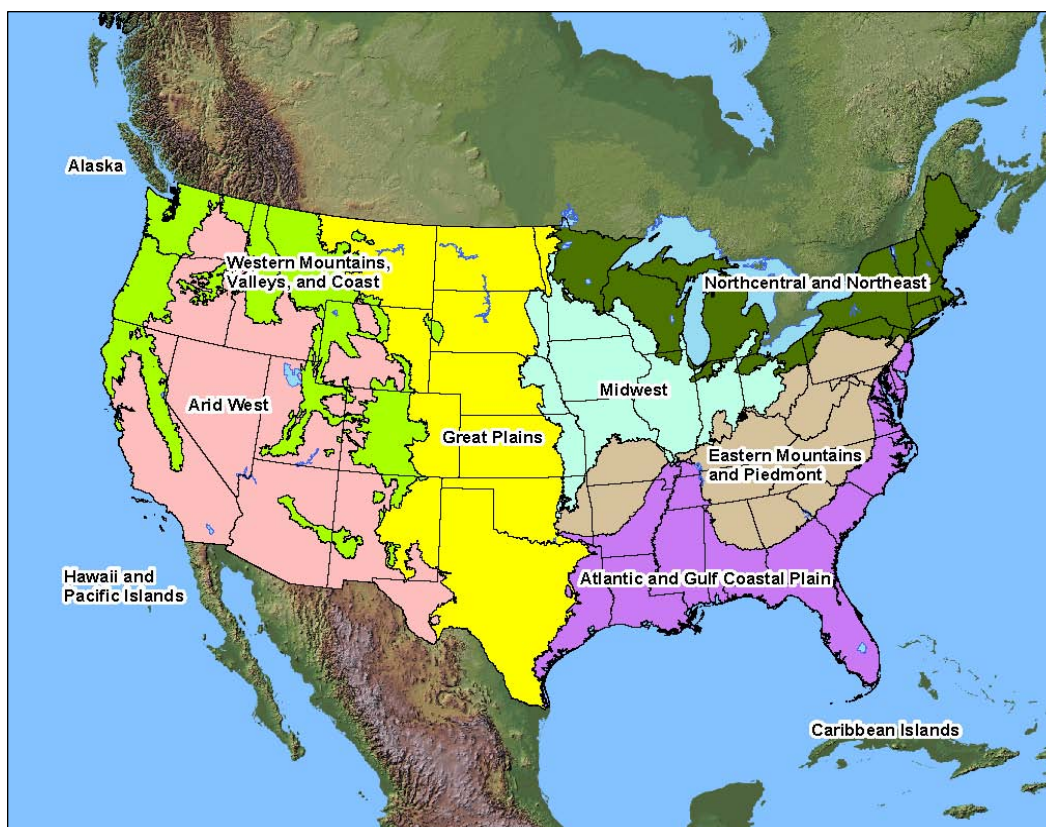 Alaska
Western Mountains,
Valleys, and Coast
Northcentral and Northeast
Midwest
Arid West
Great Plains
Eastern Mountains
and Piedmont
Hawaii and
Pacific Islands
Atlantic and Gulf Coastal Plain
Caribbean Islands